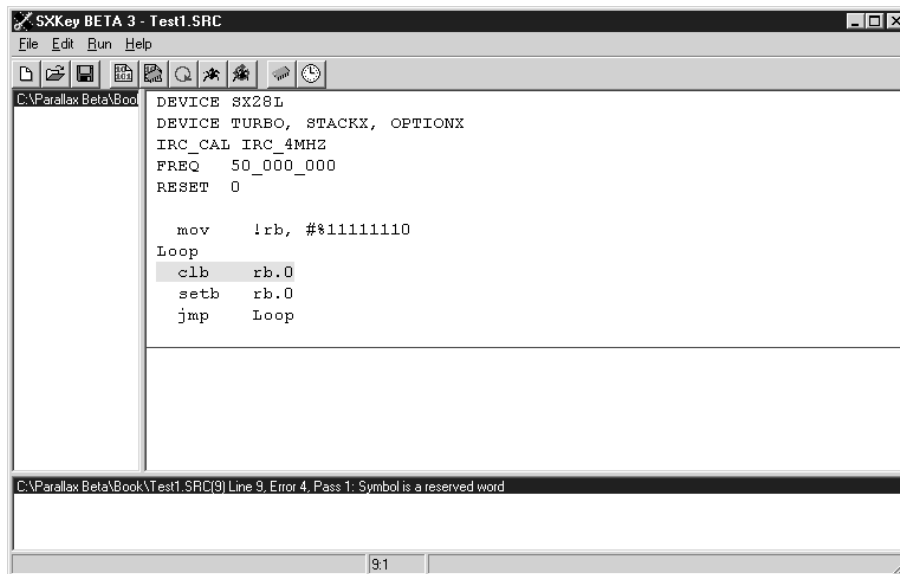 SXKey BETA 3 - Test1.SRC
File Edit Run Help
C:\Parallax Beta\Book
DEVICE SX28L
DEVICE TURBO, STACKX, OPTIONX
IRC_CAL IRC_4MHZ
FREQ 50_000_000
RESET 0
mov !rb, #%11111110
Loop
clb rb.0
setb rb.0
jmp Loop
C:\Parallax Beta\Book\Test1.SRC(9) Line 9, Error 4, Pass 1: Symbol is a reserved word
9:1